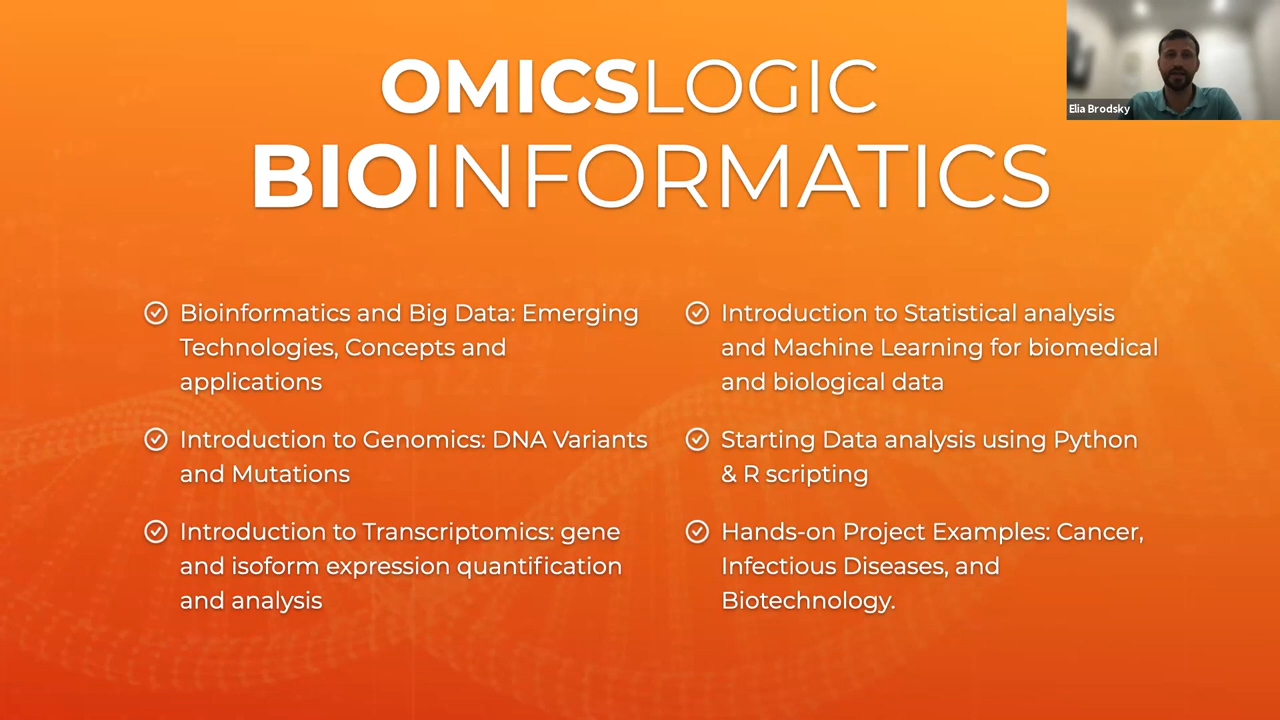 OMICSLOGIC
BIOINFORMATICS
Elia Brodsky
Bioinformatics and Big Data: Emerging
Technologies, Concepts and
applications
Introduction to Genomics: DNA Variants
and Mutations
Introduction to Transcriptomics: gene
and isoform expression quantification
and analysis
Introduction to Statistical analysis
and Machine Learning for biomedical
and biological data
Starting Data analysis using Python
& R scripting
Hands-on Project Examples: Cancer,
Infectious Diseases, and
Biotechnology.